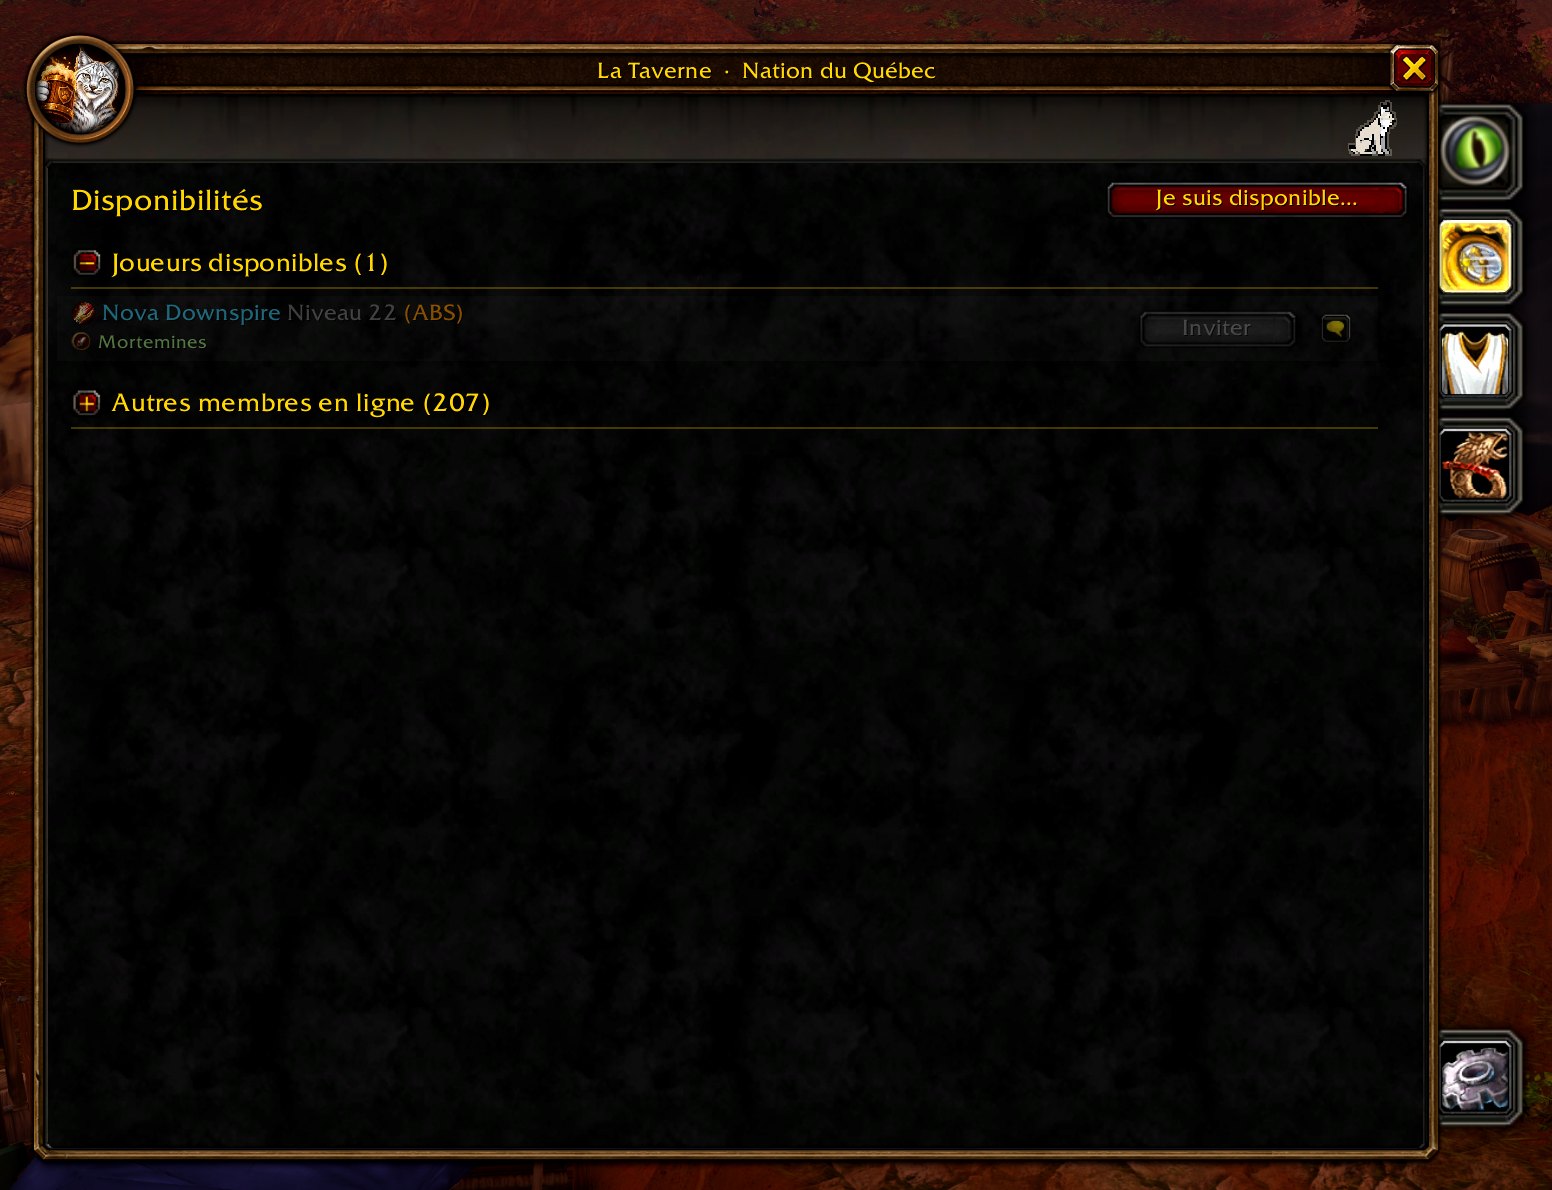 La Taverne · Nation du Québec
Disponibilités
Je suis disponible...
Joueurs disponibles (1)
Nova Downspire Niveau 22 (ABS)
Inviter
Mortemines
Autres membres en ligne (207)